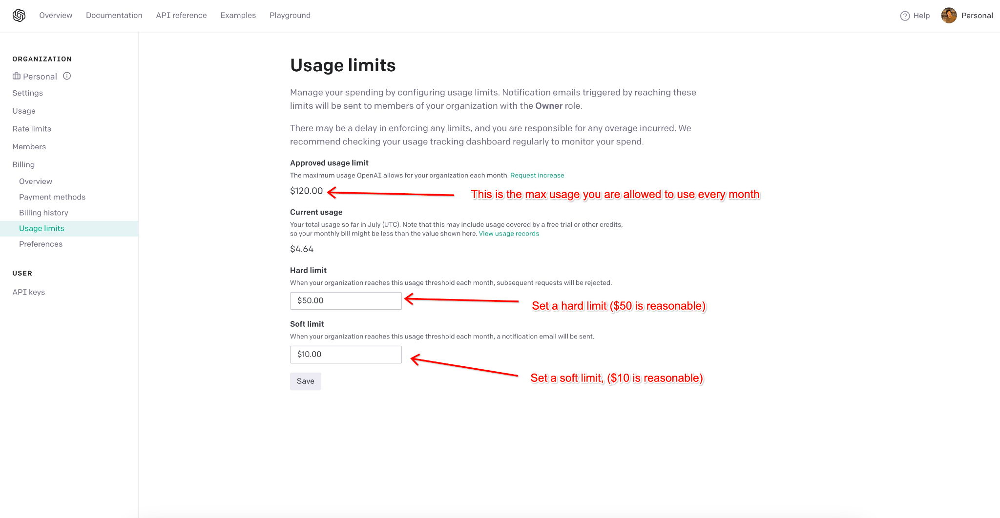 Overview Documentation API reference Examples Playground Help Personal
ORGANIZATION
Personal
Settings
Usage
Rate limits
Members
Billing
Overview
Payment methods
Billing history
Usage limits
Preferences
USER
API keys
Usage limits
Manage your spending by configuring usage limits. Notification emails triggered by reaching these
limits will be sent to members of your organization with the Owner role.
There may be a delay in enforcing any limits, and you are responsible for any overage incurred. We
recommend checking your usage tracking dashboard regularly to monitor your spend.
Approved usage limit
The maximum usage OpenAI allows for your organization each month. Request increase
$120.00
This is the max usage you are allowed to use every month
Current usage
Your total usage so far in July (UTC). Note that this may include usage covered by a free trial or other credits,
so your monthly bill might be less than the value shown here. View usage records
$4.64
Hard limit
When your organization reaches this usage threshold each month, subsequent requests will be rejected.
$50.00
Set a hard limit ($50 is reasonable)
Soft limit
When your organization reaches this usage threshold each month, a notification email will be sent.
$10.00
Set a soft limit, ($10 is reasonable)
Save